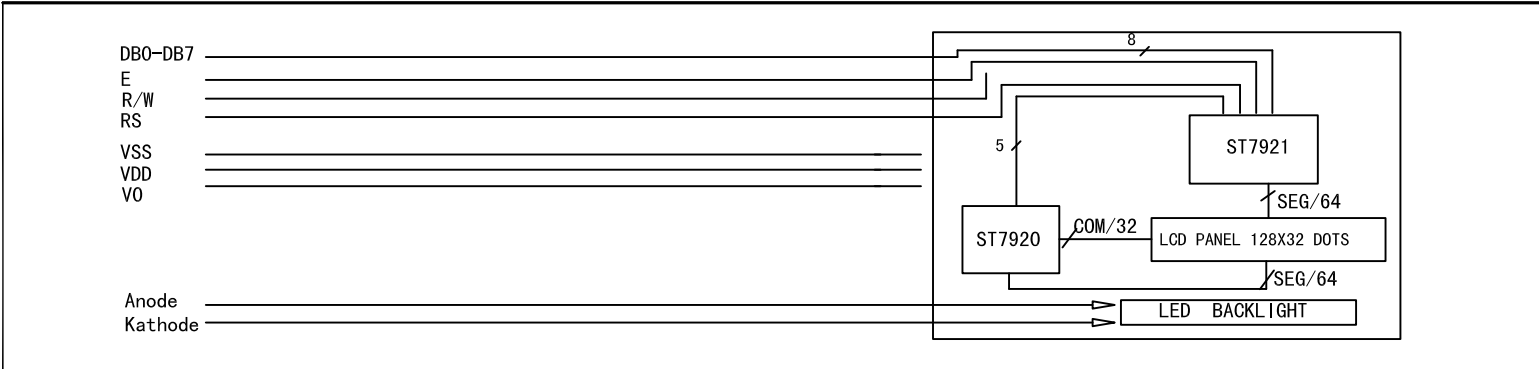 DB0-DB7
E
R/W
RS
VSS
VDD
V0
Anode
Kathode
8
5
ST7921
SEG/64
ST7920
COM/32
LCD PANEL 128X32 DOTS
SEG/64
LED BACKLIGHT